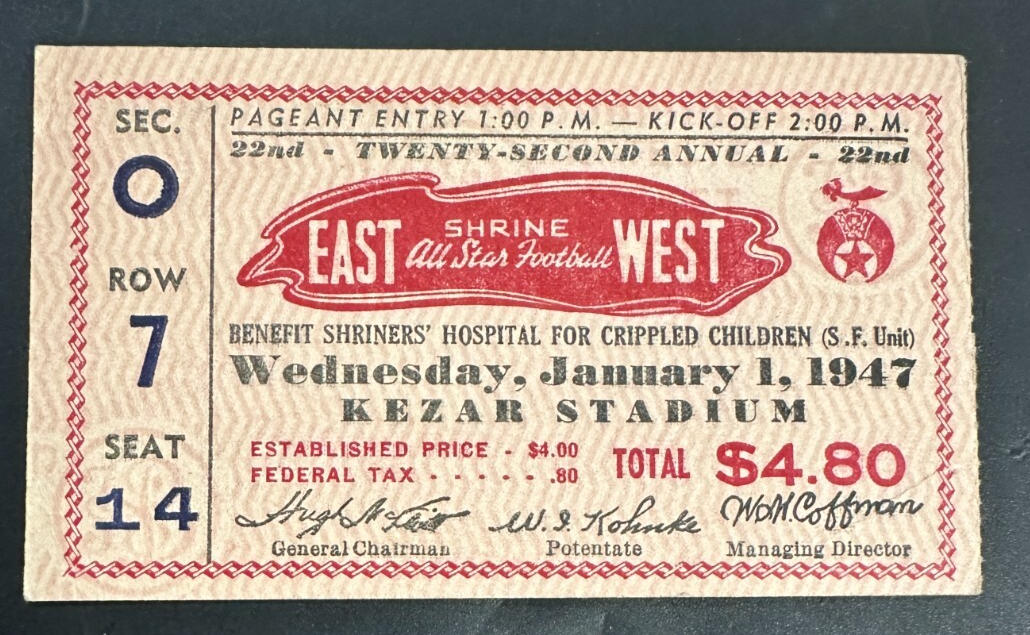 SEC.
O
ROW
7
SEAT
14
PAGEANT ENTRY 1:00 P.M. — KICK-OFF 2:00 P.M.
22nd - TWENTY-SECOND ANNUAL - 22nd
EAST SHRINE WEST
All Star Football
BENEFIT SHRINERS' HOSPITAL FOR CRIPPLED CHILDREN (S.F. Unit)
Wednesday, January 1, 1947
KEZAR STADIUM
ESTABLISHED PRICE - $4.00
FEDERAL TAX - - - - - - .80
TOTAL $4.80
W. I. Kohnke
Wm. Coffman
General Chairman
Potentate
Managing Director